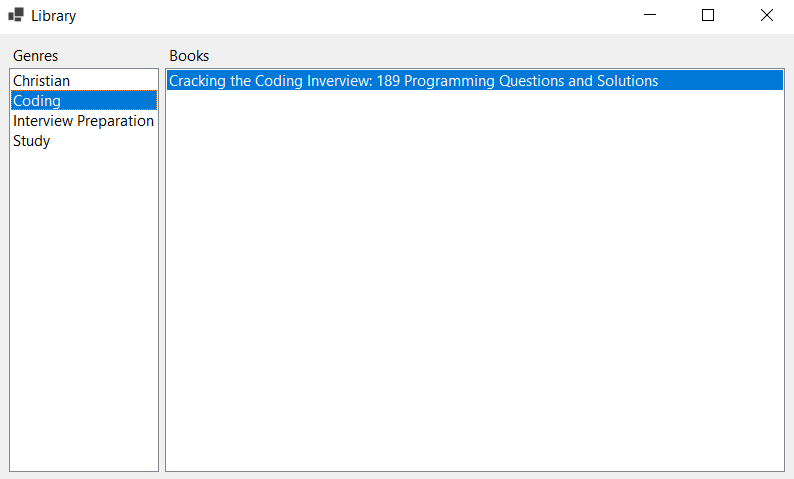 Library
Genres
Books
Christian
Coding
Interview Preparation
Study
Cracking the Coding Inverview: 189 Programming Questions and Solutions